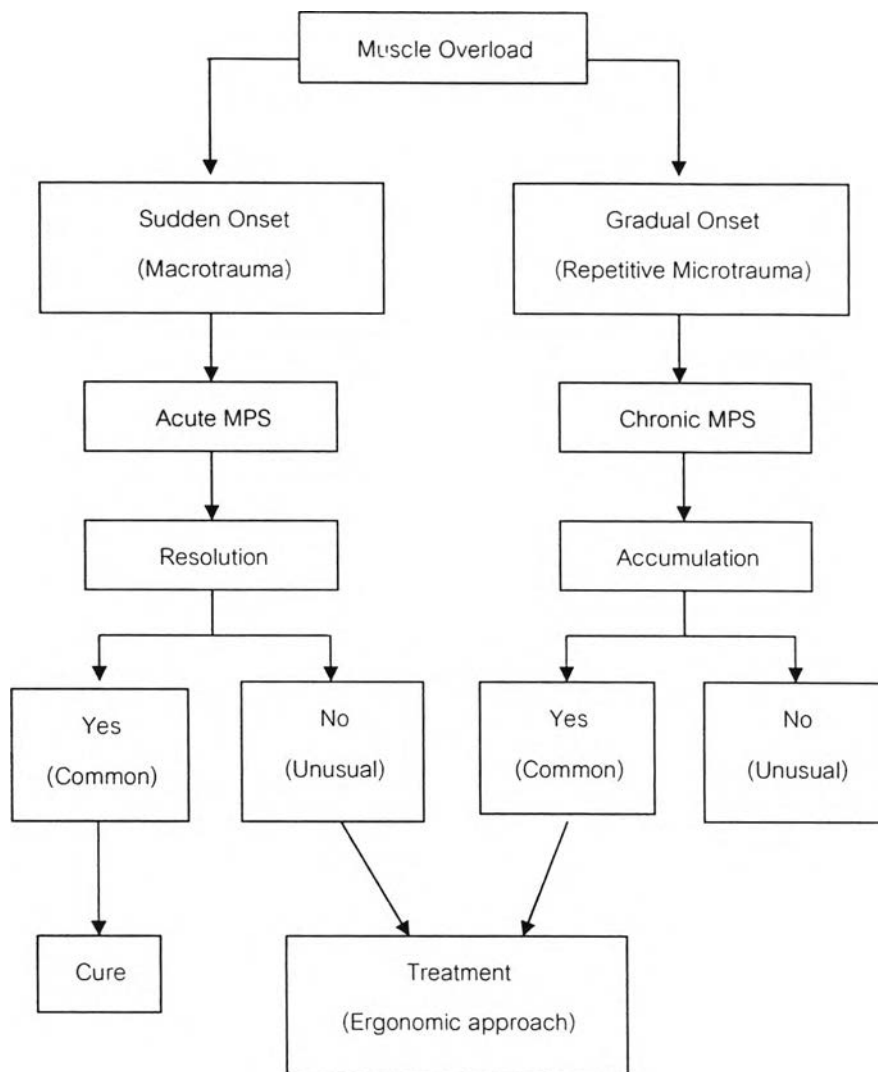 Muscle Overload
Sudden Onset
(Macrotrauma)
Gradual Onset
(Repetitive Microtrauma)
Acute MPS
Chronic MPS
Resolution
Accumulation
Yes
(Common)
No
(Unusual)
Yes
(Common)
No
(Unusual)
Cure
Treatment
(Ergonomic approach)